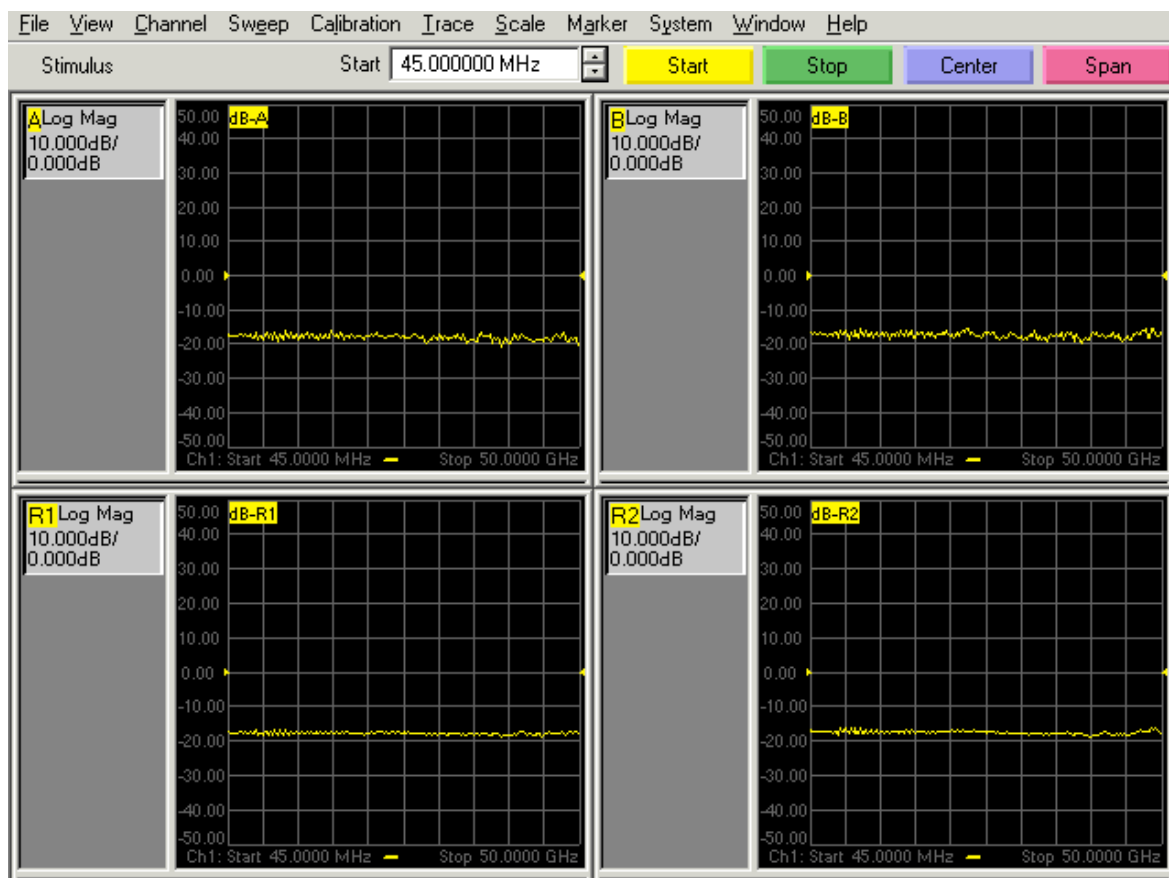 File View Channel Sweep Calibration Trace Scale Marker System Window Help
Stimulus Start 45.000000 MHz Start Stop Center Span
A Log Mag
10.000dB/
0.000dB
50.00 dB-A
40.00
30.00
20.00
10.00
0.00
-10.00
-20.00
-30.00
-40.00
-50.00
Ch1: Start 45.0000 MHz Stop 50.0000 GHz
B Log Mag
10.000dB/
0.000dB
50.00 dB-B
40.00
30.00
20.00
10.00
0.00
-10.00
-20.00
-30.00
-40.00
-50.00
Ch1: Start 45.0000 MHz Stop 50.0000 GHz
R1 Log Mag
10.000dB/
0.000dB
50.00 dB-R1
40.00
30.00
20.00
10.00
0.00
-10.00
-20.00
-30.00
-40.00
-50.00
Ch1: Start 45.0000 MHz Stop 50.0000 GHz
R2 Log Mag
10.000dB/
0.000dB
50.00 dB-R2
40.00
30.00
20.00
10.00
0.00
-10.00
-20.00
-30.00
-40.00
-50.00
Ch1: Start 45.0000 MHz Stop 50.0000 GHz